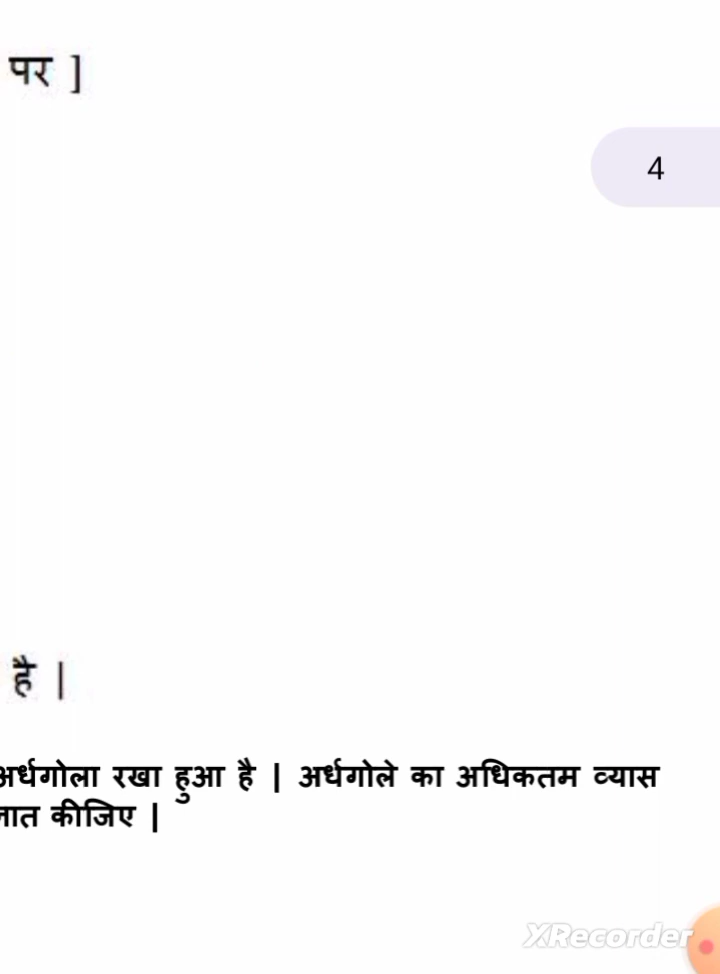 पर ]
4
है |
अर्धगोला रखा हुआ है | अर्धगोले का अधिकतम व्यास
कीजिए |
XRecorder